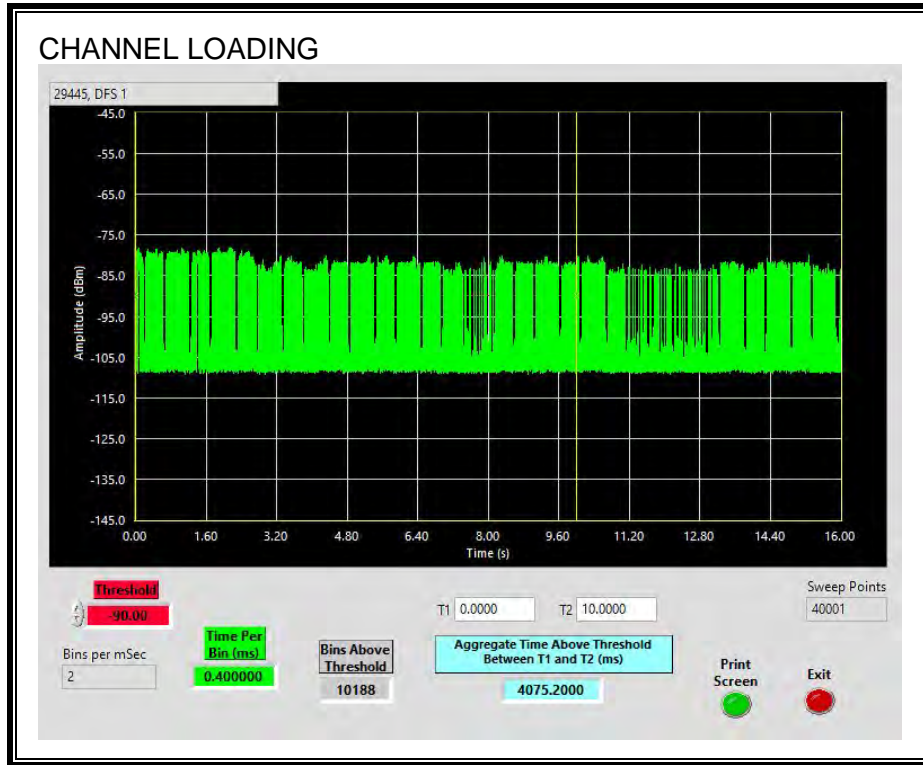 CHANNEL LOADING
29445, DFS 1
-45.0
-55.0
-65.0
-75.0
-85.0
-95.0
-105.0
-115.0
-125.0
-135.0
-145.0
Amplitude (dBm)
0.00 1.60 3.20 4.80 6.40 8.00 9.60 11.20 12.80 14.40 16.00
Time (s)
Threshold
-90.00
Bins per mSec
2
Time Per
Bin (ms)
0.400000
Bins Above
Threshold
10188
T1 0.0000 T2 10.0000
Aggregate Time Above Threshold
Between T1 and T2 (ms)
4075.2000
Sweep Points
40001
Print
Screen
Exit